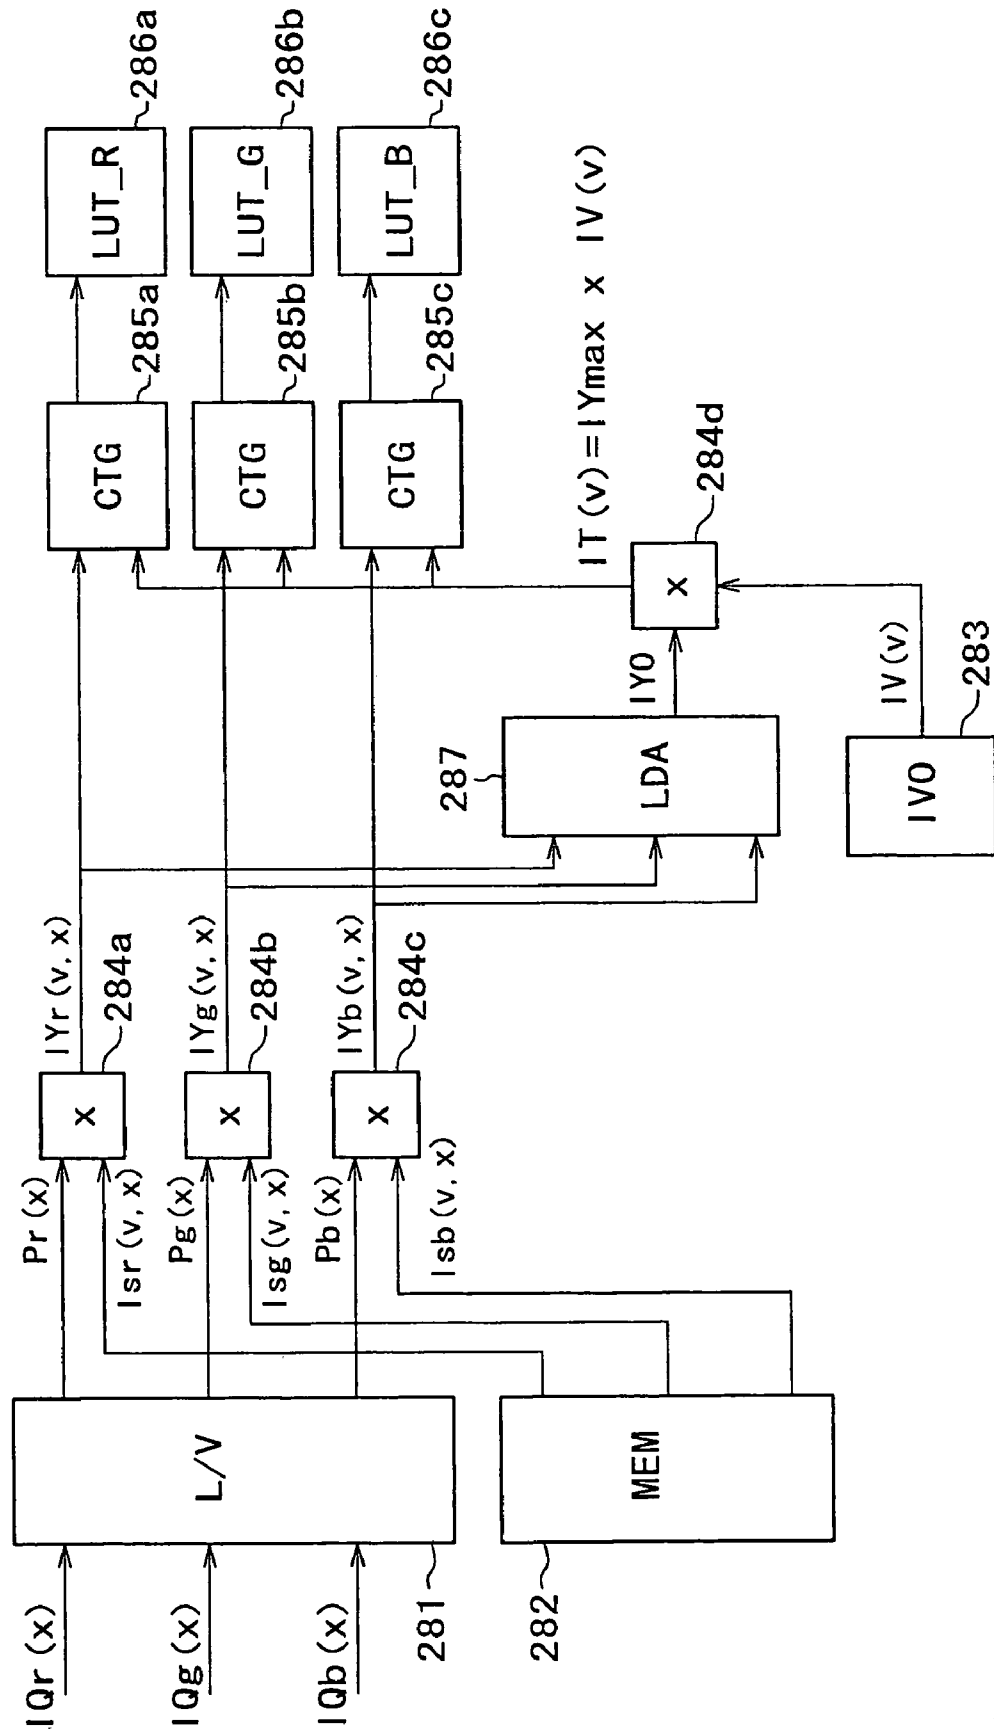 IQr(x)
IQg(x)
IQb(x)
L/V
281
MEM
282
Pr(x)
Isr(v,x)
Pg(x)
Isg(v,x)
Pb(x)
Isb(v,x)
x
284a
x
284b
x
284c
IYr(v,x)
IYg(v,x)
IYb(v,x)
287
LDA
IVO
283
IYO
IV(v)
x
284d
IT(v)=IYmax x IV(v)
CTG
285a
CTG
285b
CTG
285c
LUT_R
286a
LUT_G
286b
LUT_B
286c